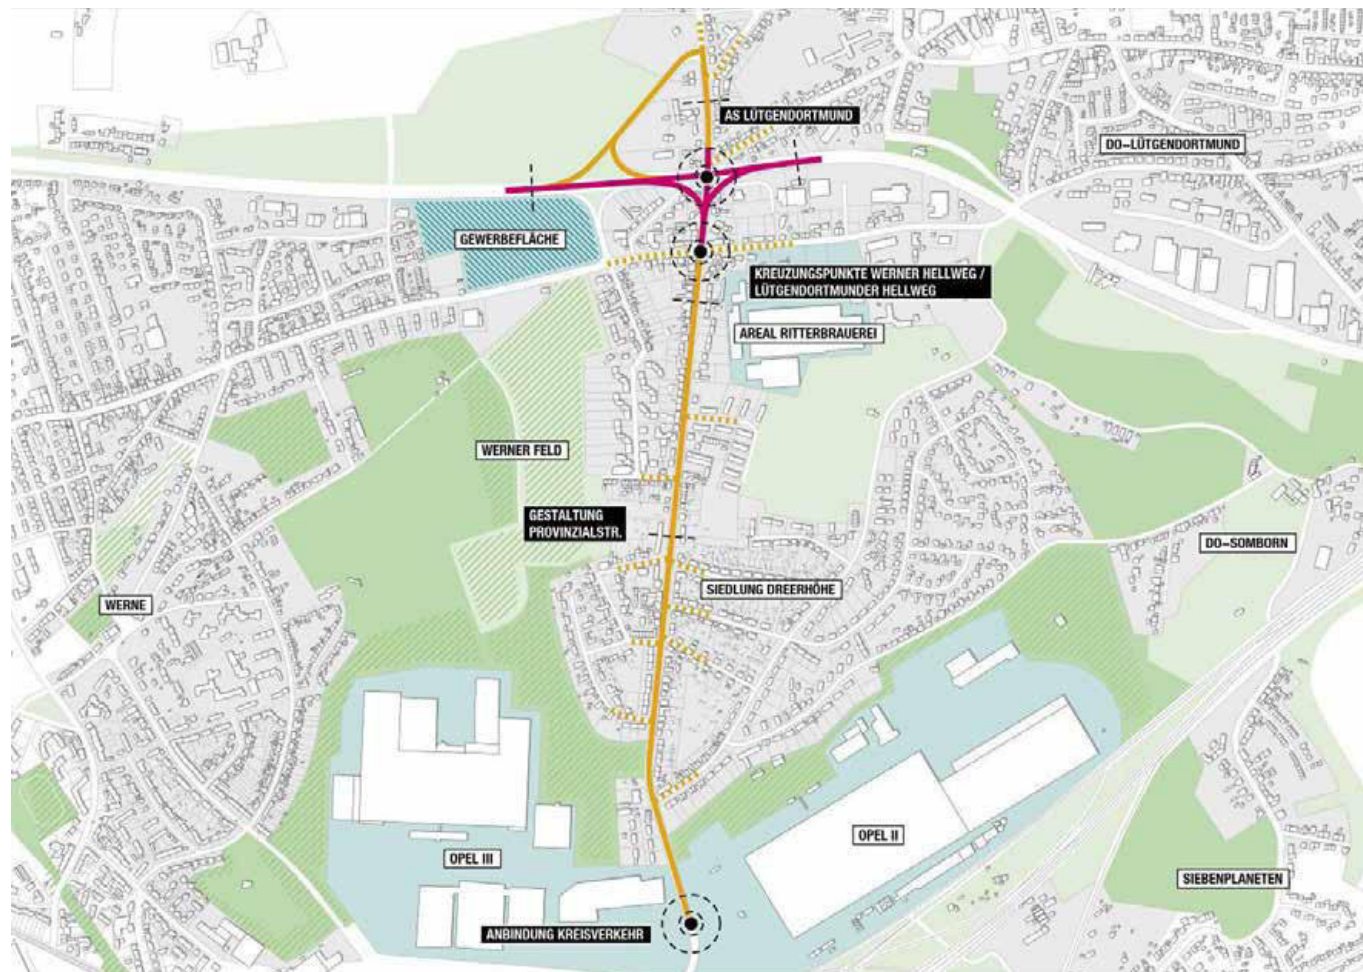 AS LÜTGENDORTMUND
DO–LÜTGENDORTMUND
GEWERBEFLÄCHE
KREUZUNGSPUNKTE WERNER HELLWEG /
LÜTGENDORTMUNDER HELLWEG
AREAL RITTERBRAUEREI
WERNER FELD
GESTALTUNG
PROVINZIALSTR.
DO–SOMBORN
SIEDLUNG DREERHÖHE
WERNE
OPEL II
OPEL III
SIEBENPLANETEN
ANBINDUNG KREISVERKEHR